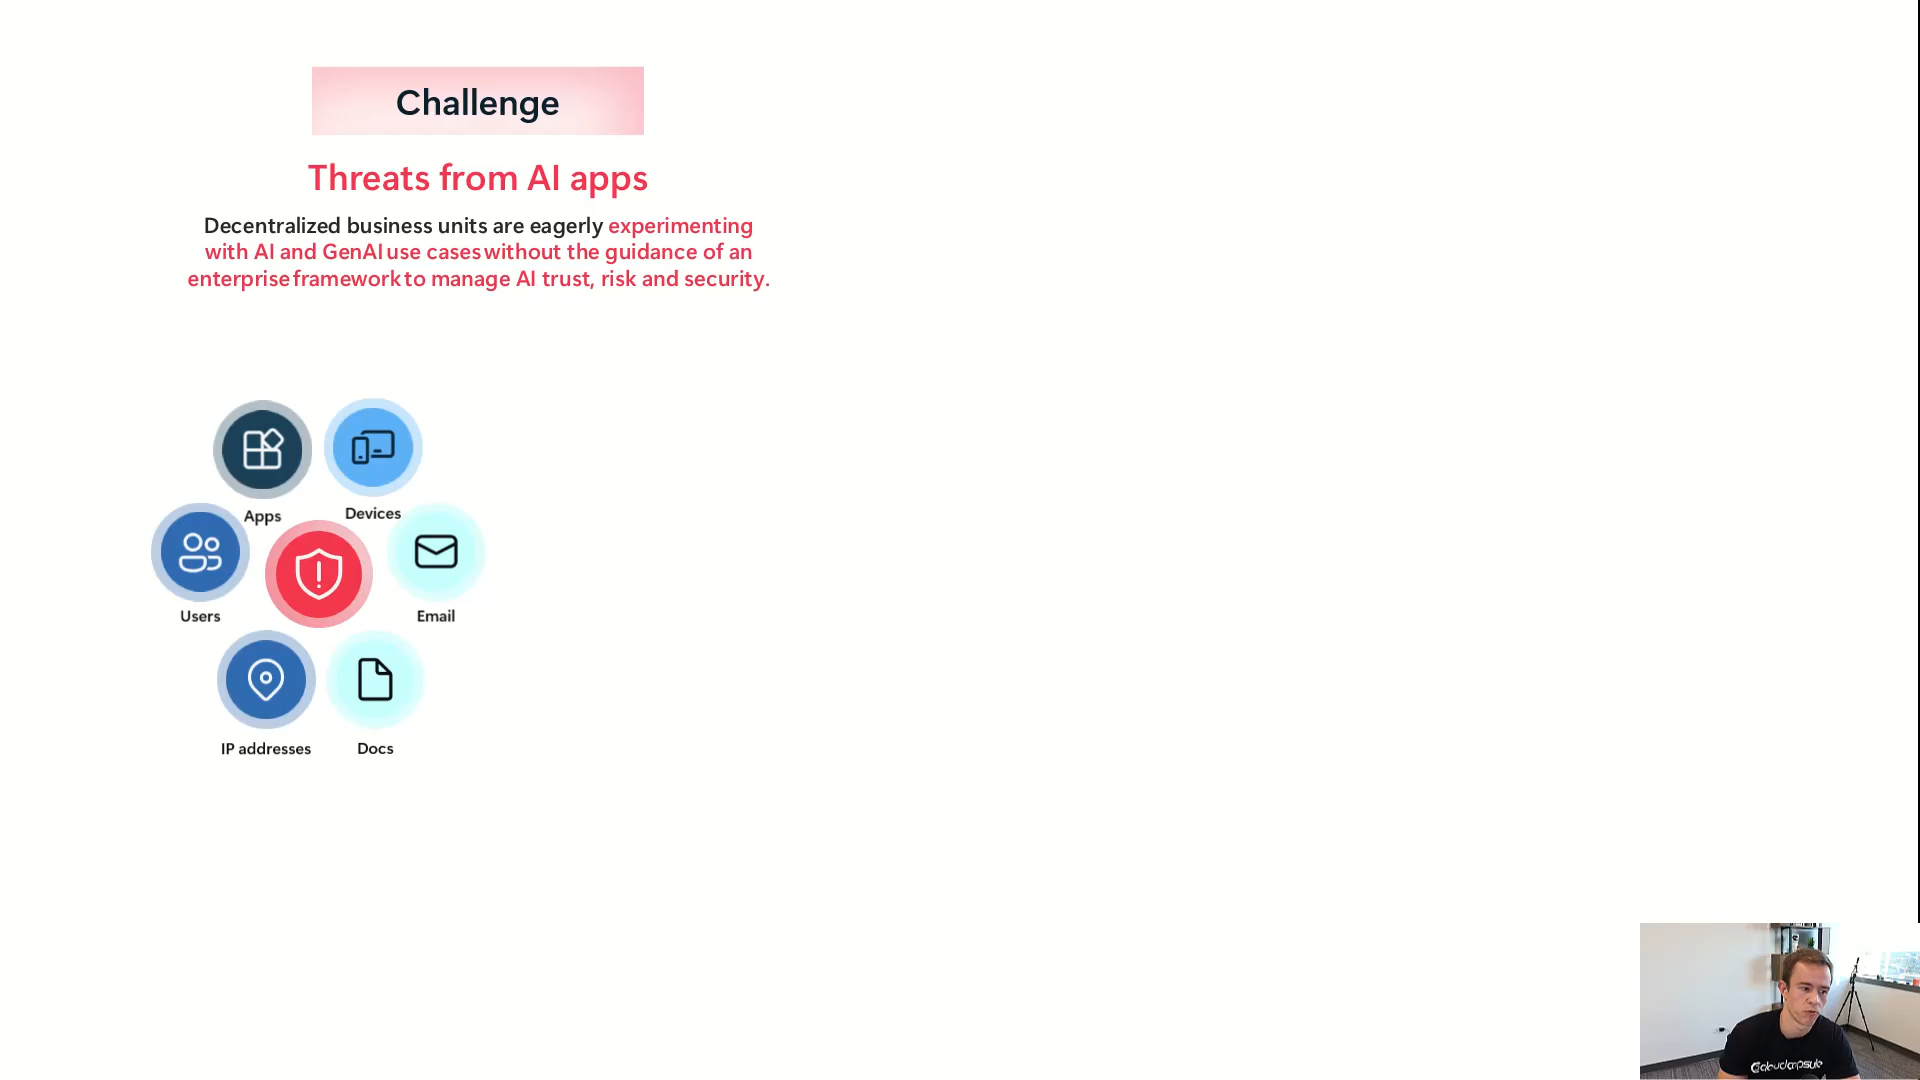 Challenge
Threats from AI apps
Decentralized business units are eagerly experimenting
with AI and GenAI use cases without the guidance of an
enterprise framework to manage AI trust, risk and security.
Apps
Devices
Users
Email
IP addresses
Docs
cloudcapsule